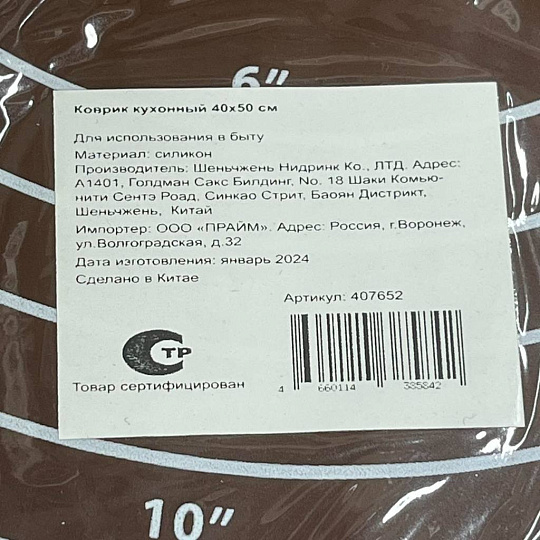 6"
Коврик кухонный 40х50 см
Для использования в быту
Материал: силикон
Производитель: Шеньчжень Нидринк Ко., ЛТД. Адрес:
А1401, Голдман Сакс Билдинг, No. 18 Шаки Комью-
нити Сентэ Роад, Синкао Стрит, Баоян Дистрикт,
Шеньчжень, Китай
Импортер: ООО «ПРАЙМ». Адрес: Россия, г.Воронеж,
ул.Волгоградская, д.32
Дата изготовления: январь 2024
Сделано в Китае
Артикул: 407652
СТР
Товар сертифицирован
4 660114 385842
10"